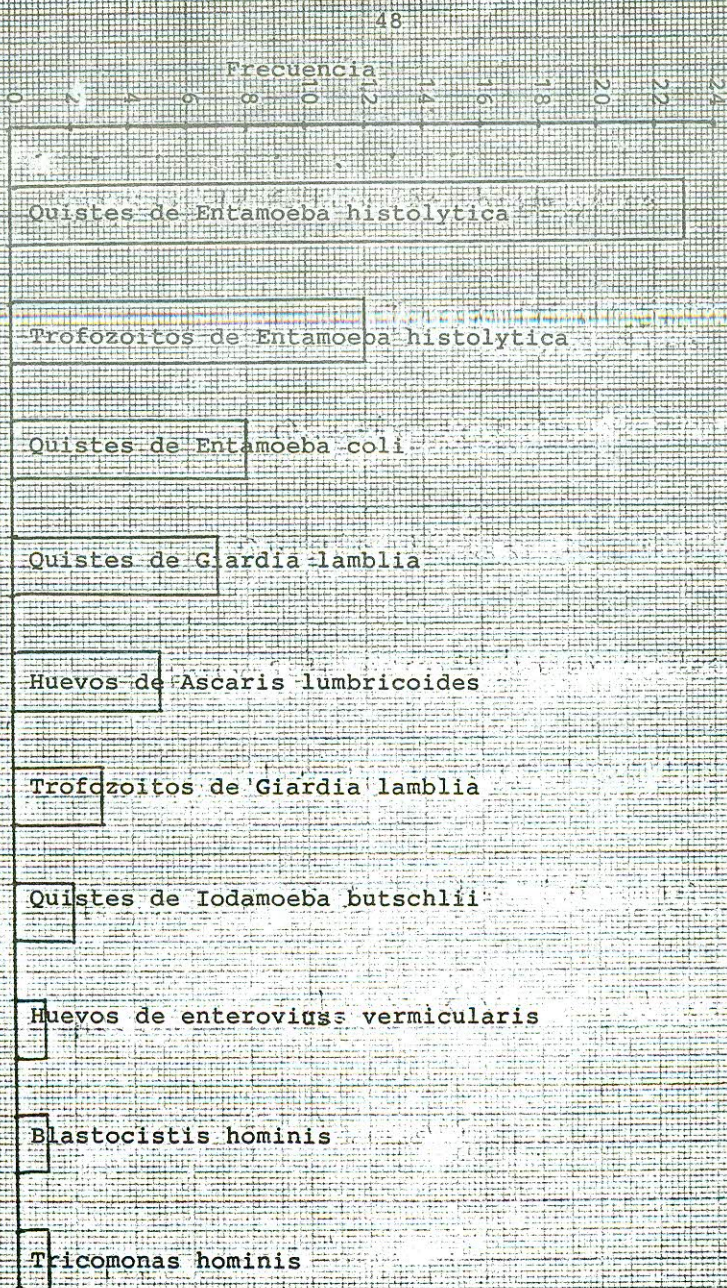 48
Frecuencia
0 2 4 6 8 10 12 14 16 18 20 22 24
Quistes de Entamoeba histolytica
Trofozoitos de Entamoeba histolytica
Quistes de Entamoeba coli
Quistes de Giardia lamblia
Huevos de Ascaris lumbricoides
Trofozoitos de Giardia lamblia
Quistes de Iodamoeba butschlii
Huevos de vermicularis
Blastocistis hominis
Tricomonas hominis